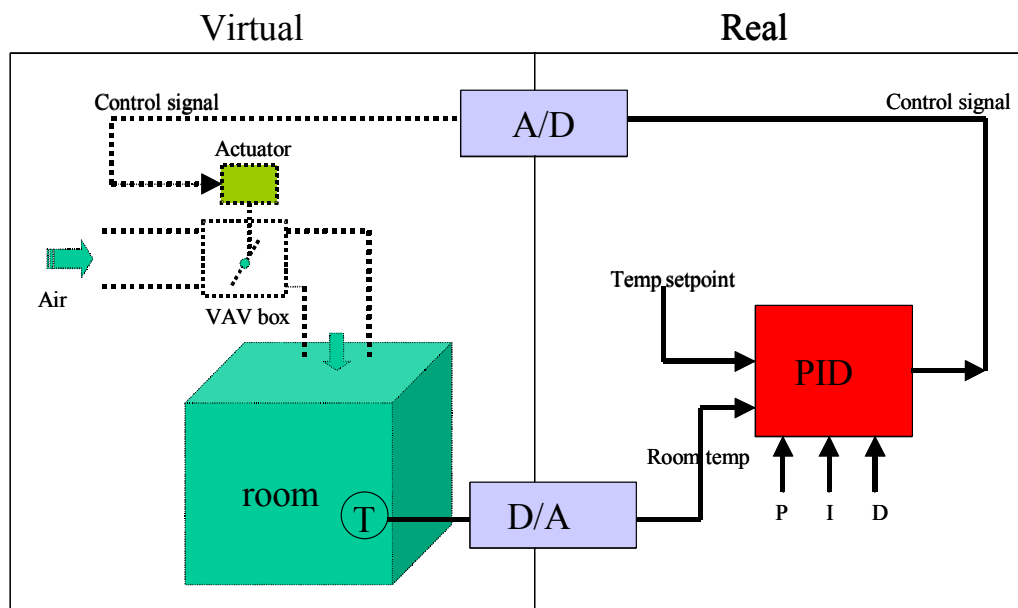 Virtual
Real
Control signal
A/D
Control signal
Actuator
Air
VAV box
Temp setpoint
PID
room
T
D/A
Room temp
P
I
D